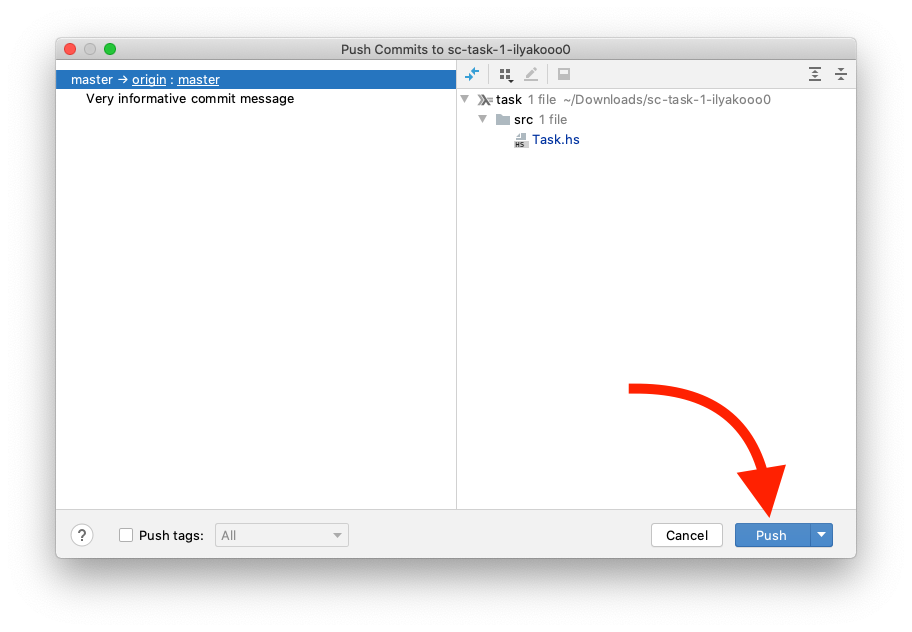 Push Commits to sc-task-1-ilyakooo0
master → origin : master
Very informative commit message
task 1 file ~/Downloads/sc-task-1-ilyakooo0
src 1 file
HS Task.hs
? Push tags: All Cancel Push